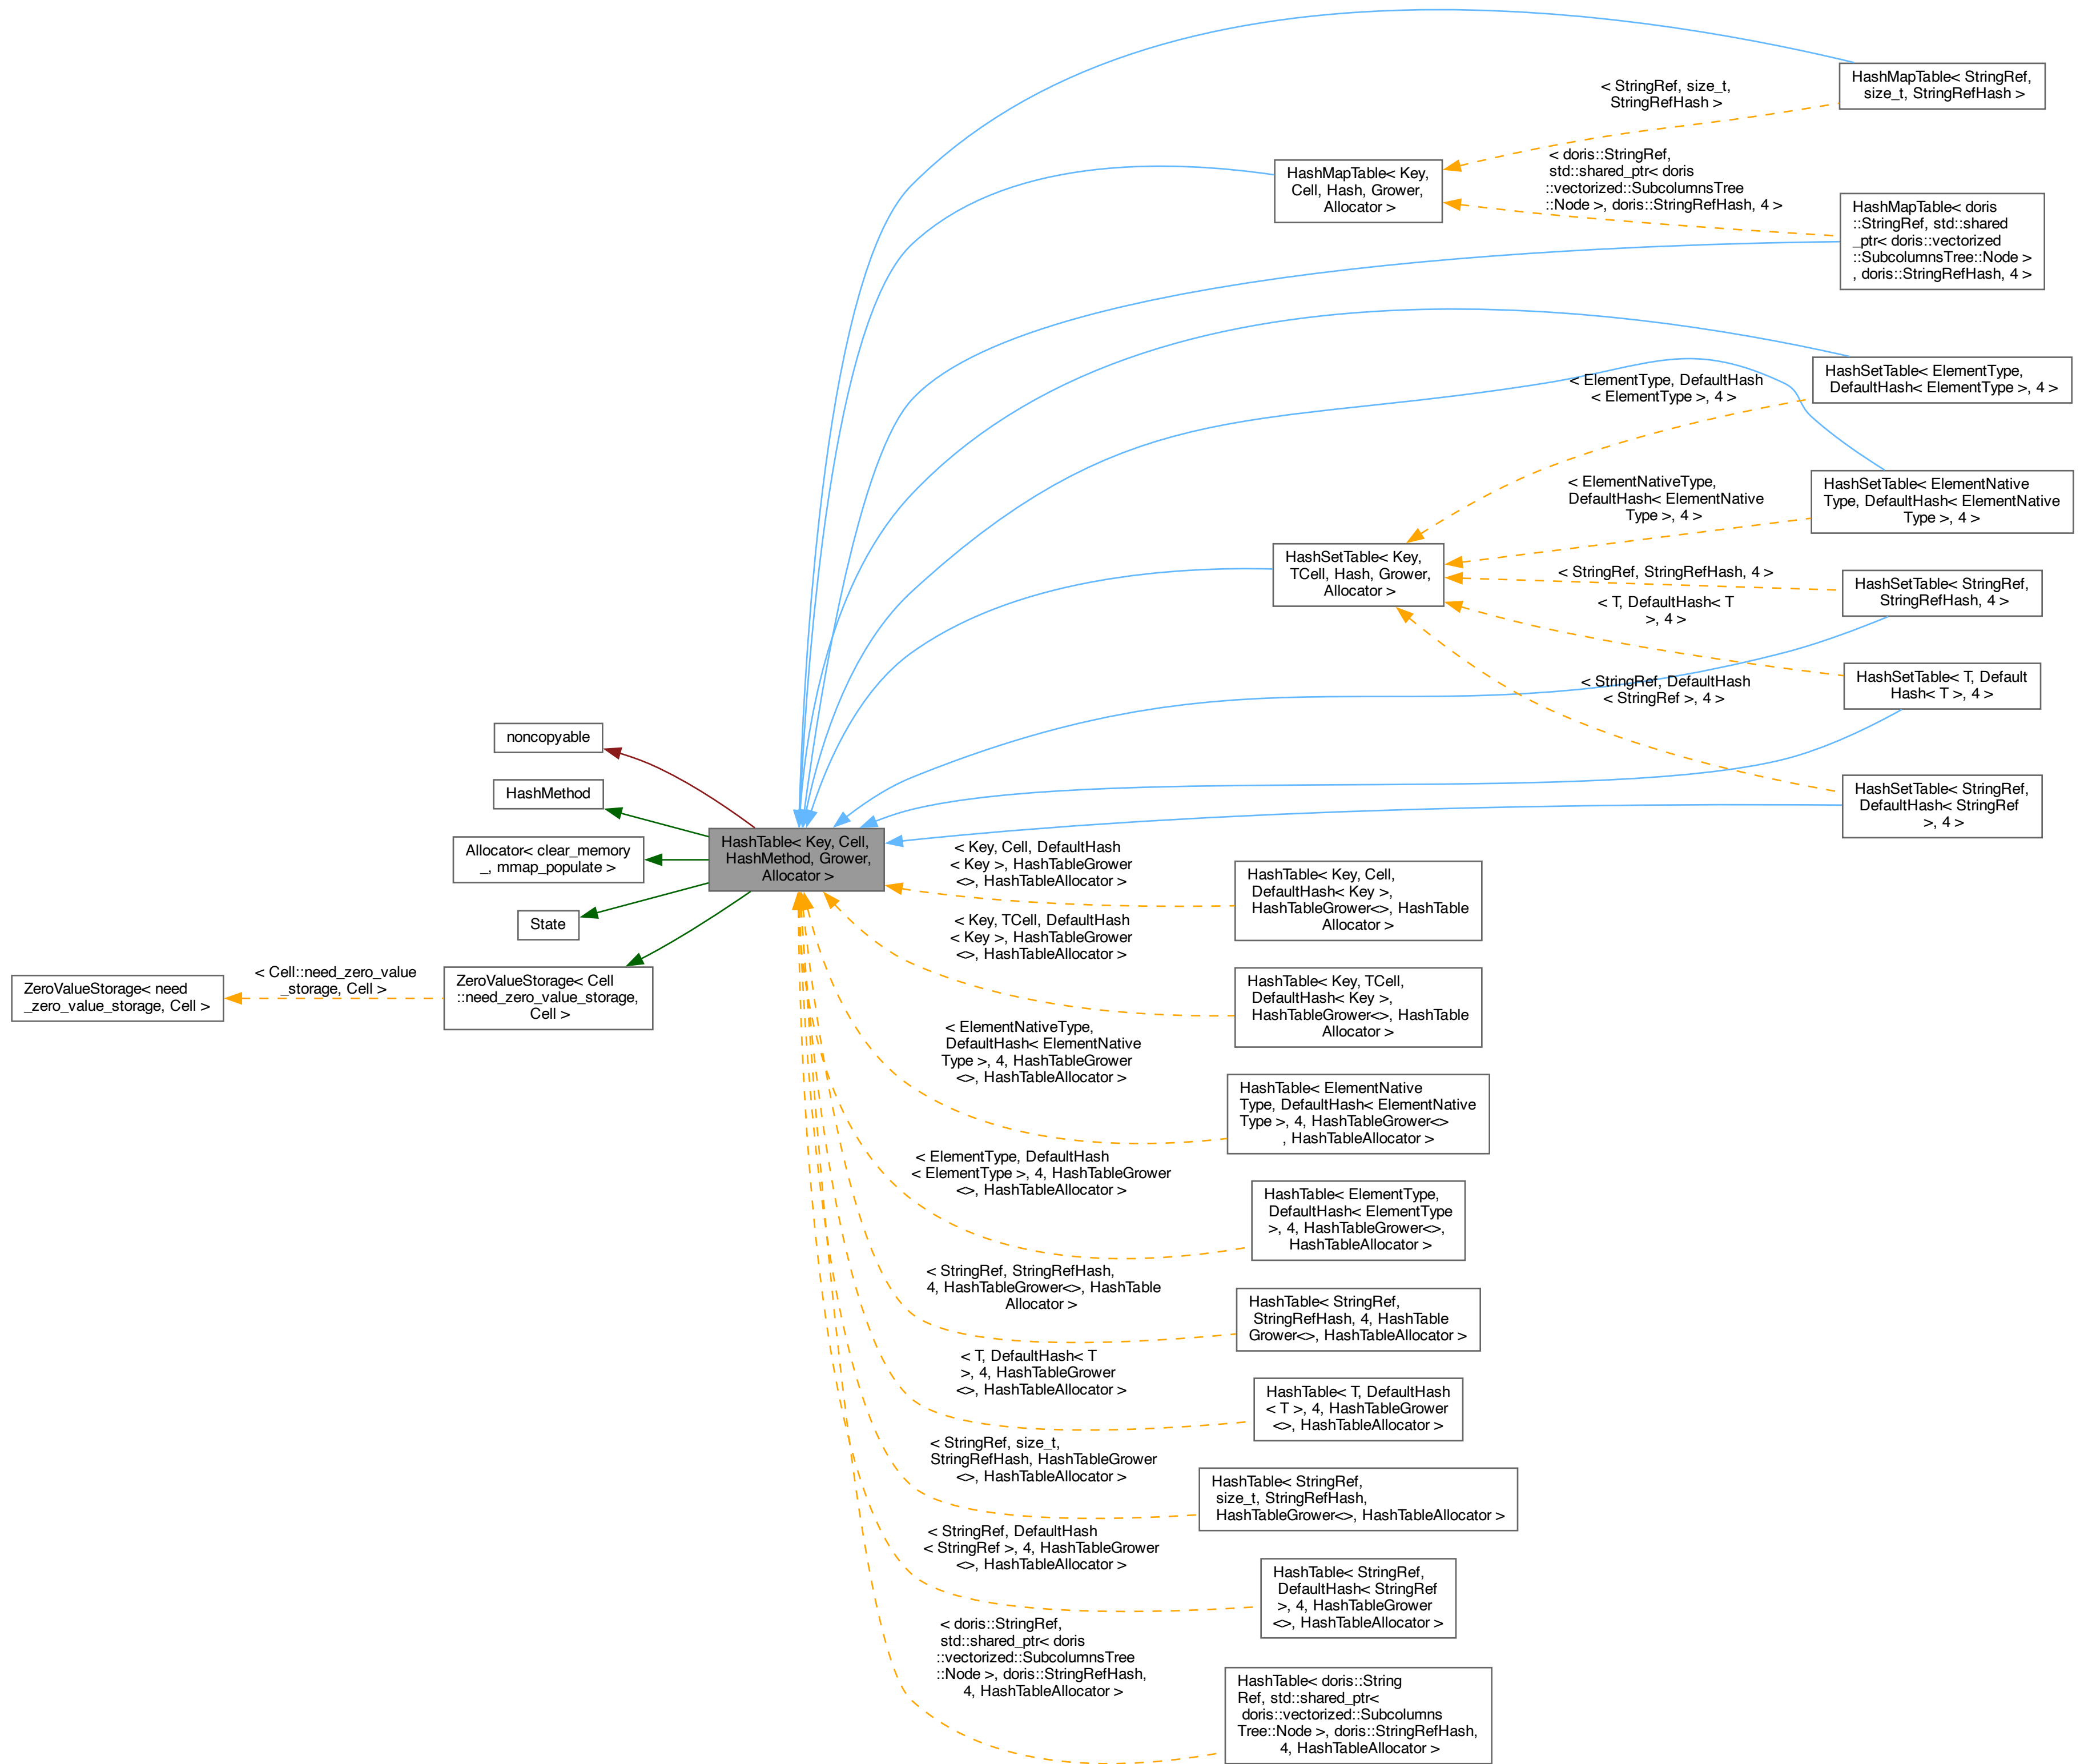 HashMapTable< StringRef,
size_t, StringRefHash >
< StringRef, size_t,
StringRefHash >
HashMapTable< Key,
Cell, Hash, Grower,
Allocator >
< doris::StringRef,
std::shared_ptr< doris
::vectorized::SubcolumnsTree
::Node >, doris::StringRefHash, 4 >
HashMapTable< doris
::StringRef, std::shared
_ptr< doris::vectorized
::SubcolumnsTree::Node >
, doris::StringRefHash, 4 >
HashSetTable< ElementType,
DefaultHash< ElementType >, 4 >
< ElementType, DefaultHash
< ElementType >, 4 >
HashSetTable< ElementNative
Type, DefaultHash< ElementNative
Type >, 4 >
< ElementNativeType,
DefaultHash< ElementNative
Type >, 4 >
HashSetTable< Key,
TCell, Hash, Grower,
Allocator >
< StringRef, StringRefHash, 4 >
HashSetTable< StringRef,
StringRefHash, 4 >
< T, DefaultHash< T
>, 4 >
HashSetTable< T, Default
Hash< T >, 4 >
< StringRef, DefaultHash
< StringRef >, 4 >
HashSetTable< StringRef,
DefaultHash< StringRef
>, 4 >
noncopyable
HashMethod
Allocator< clear_memory
_, mmap_populate >
State
ZeroValueStorage< Cell
::need_zero_value_storage,
Cell >
< Cell::need_zero_value
_storage, Cell >
ZeroValueStorage< need
_zero_value_storage, Cell >
HashTable< Key, Cell,
HashMethod, Grower,
Allocator >
< Key, Cell, DefaultHash
< Key >, HashTableGrower
<>, HashTableAllocator >
HashTable< Key, Cell,
DefaultHash< Key >,
HashTableGrower<>, HashTable
Allocator >
< Key, TCell, DefaultHash
< Key >, HashTableGrower
<>, HashTableAllocator >
HashTable< Key, TCell,
DefaultHash< Key >,
HashTableGrower<>, HashTable
Allocator >
< ElementNativeType,
DefaultHash< ElementNative
Type >, 4, HashTableGrower
<>, HashTableAllocator >
HashTable< ElementNative
Type, DefaultHash< ElementNative
Type >, 4, HashTableGrower<>
, HashTableAllocator >
< ElementType, DefaultHash
< ElementType >, 4, HashTableGrower
<>, HashTableAllocator >
HashTable< ElementType,
DefaultHash< ElementType
>, 4, HashTableGrower<>,
HashTableAllocator >
< StringRef, StringRefHash,
4, HashTableGrower<>, HashTable
Allocator >
HashTable< StringRef,
StringRefHash, 4, HashTable
Grower<>, HashTableAllocator >
< T, DefaultHash< T
>, 4, HashTableGrower
<>, HashTableAllocator >
HashTable< T, DefaultHash
< T >, 4, HashTableGrower
<>, HashTableAllocator >
< StringRef, size_t,
StringRefHash, HashTableGrower
<>, HashTableAllocator >
HashTable< StringRef,
size_t, StringRefHash,
HashTableGrower<>, HashTableAllocator >
< StringRef, DefaultHash
< StringRef >, 4, HashTableGrower
<>, HashTableAllocator >
HashTable< StringRef,
DefaultHash< StringRef
>, 4, HashTableGrower
<>, HashTableAllocator >
< doris::StringRef,
std::shared_ptr< doris
::vectorized::SubcolumnsTree
::Node >, doris::StringRefHash,
4, HashTableAllocator >
HashTable< doris::String
Ref, std::shared_ptr<
doris::vectorized::Subcolumns
Tree::Node >, doris::StringRefHash,
4, HashTableAllocator >